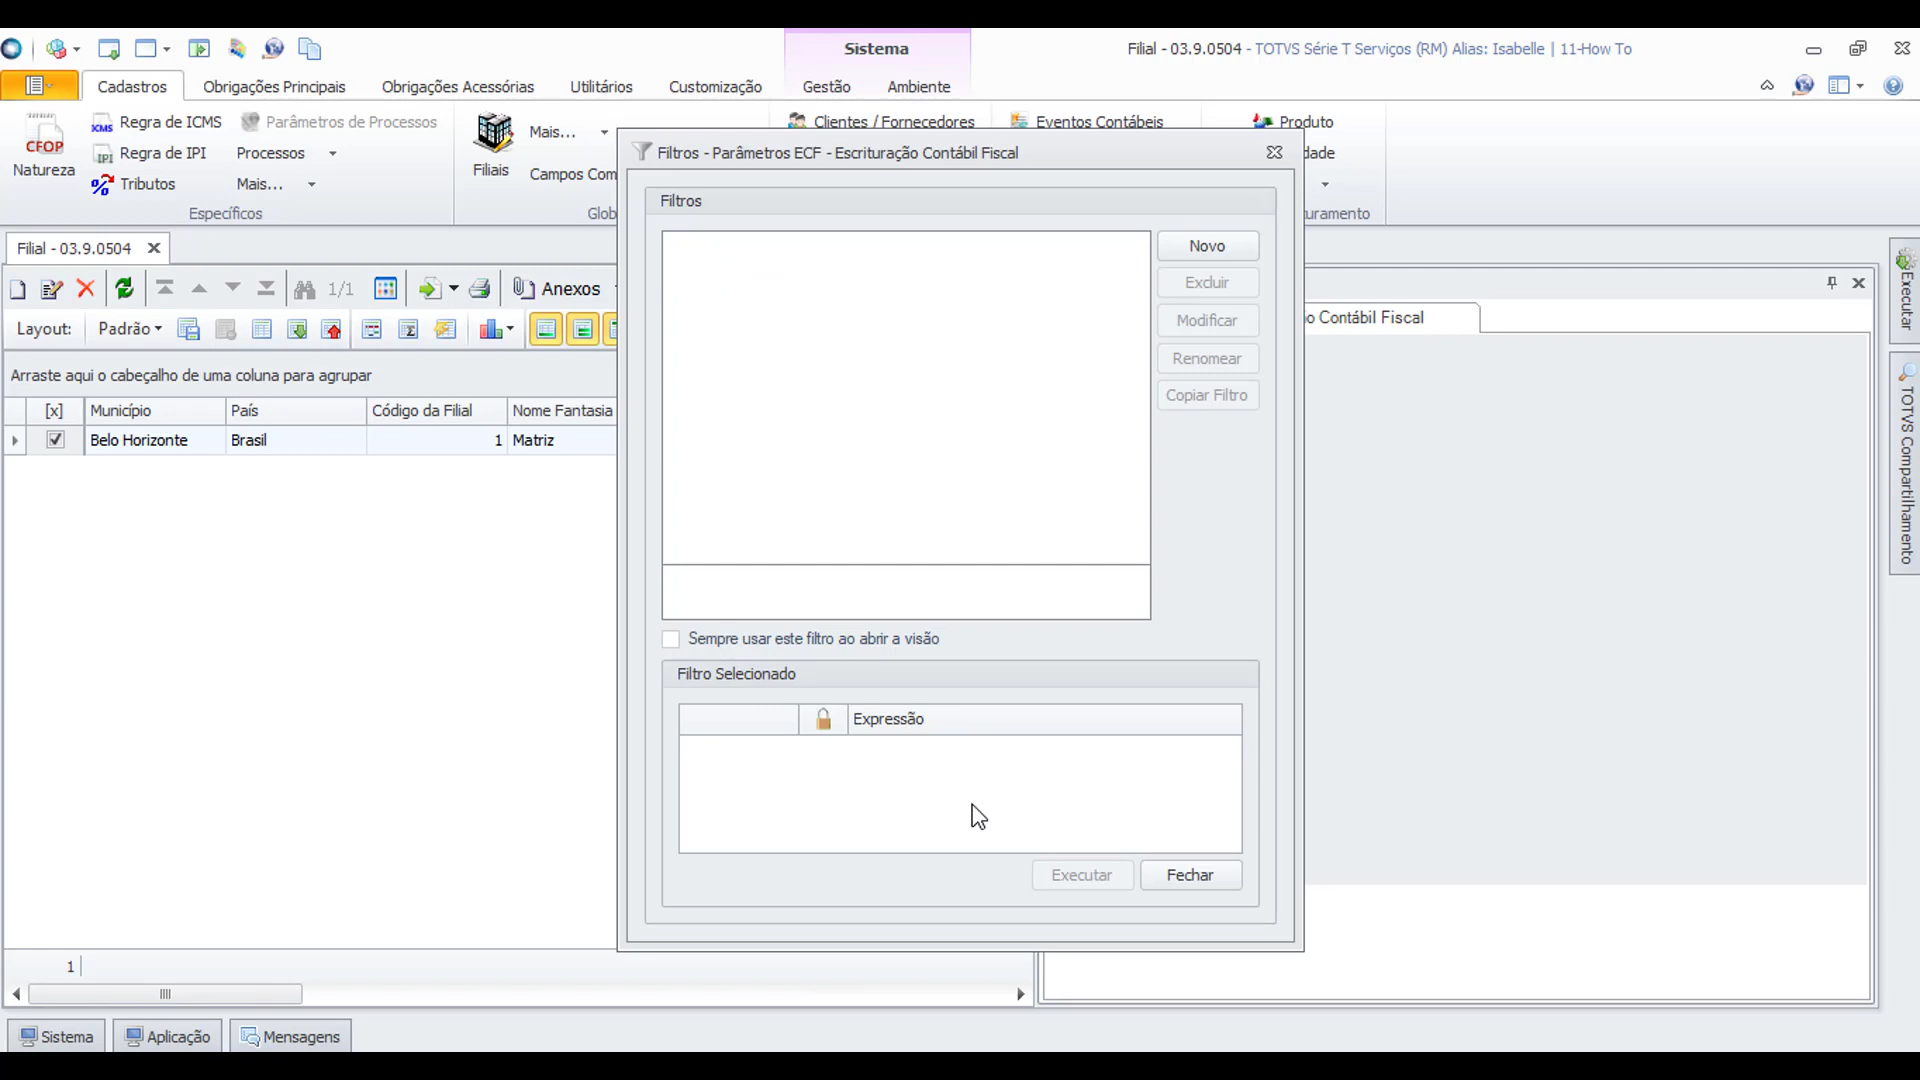 Sistema
Filial - 03.9.0504 - TOTVS Série T Serviços (RM) Alias: Isabelle | 11-How To
Cadastros
Obrigações Principais
Obrigações Acessórias
Utilitários
Customização
Gestão
Ambiente
CFOP
Natureza
ICMS Regra de ICMS
IPI Regra de IPI
Tributos
Parâmetros de Processos
Processos
Mais...
Específicos
Filiais
Mais...
Campos Com
Glob
Clientes / Fornecedores
Eventos Contábeis
Produto
dade
uramento
Filial - 03.9.0504
1/1
Anexos
Layout:
Padrão
Arraste aqui o cabeçalho de uma coluna para agrupar
[x] Município País Código da Filial Nome Fantasia
Belo Horizonte Brasil 1 Matriz
1
Filtros - Parâmetros ECF - Escrituração Contábil Fiscal
Filtros
Novo
Excluir
Modificar
Renomear
Copiar Filtro
Sempre usar este filtro ao abrir a visão
Filtro Selecionado
Expressão
Executar
Fechar
o Contábil Fiscal
Executar
TOTVS Compartilhamento
Sistema
Aplicação
Mensagens